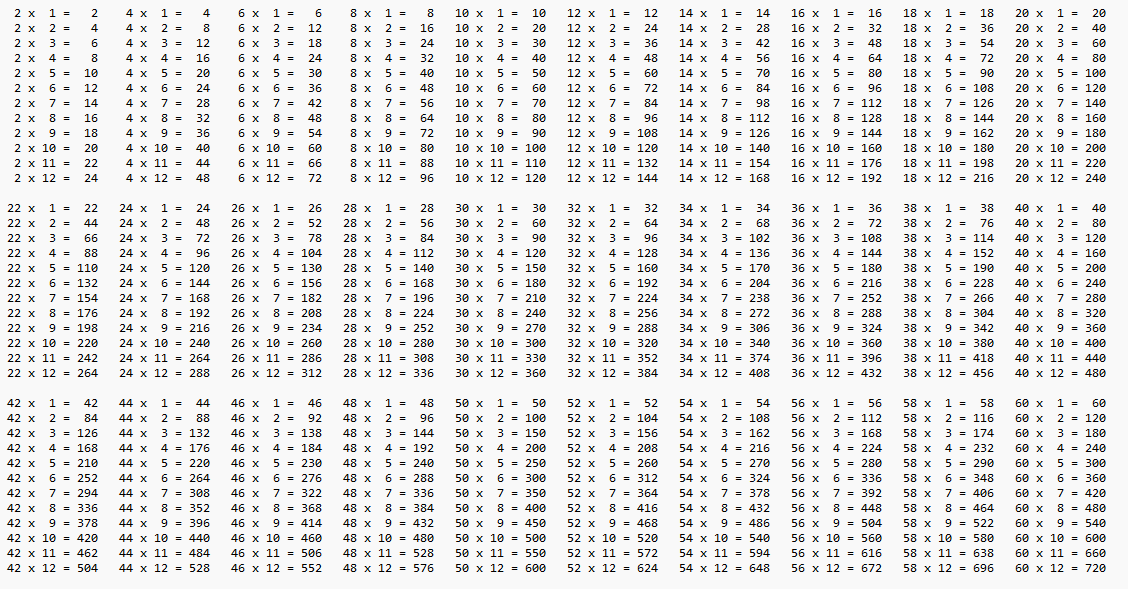 2 x  1 =   2    4 x  1 =   4    6 x  1 =   6    8 x  1 =   8   10 x  1 =  10   12 x  1 =  12   14 x  1 =  14   16 x  1 =  16   18 x  1 =  18   20 x  1 =  20
2 x  2 =   4    4 x  2 =   8    6 x  2 =  12    8 x  2 =  16   10 x  2 =  20   12 x  2 =  24   14 x  2 =  28   16 x  2 =  32   18 x  2 =  36   20 x  2 =  40
2 x  3 =   6    4 x  3 =  12    6 x  3 =  18    8 x  3 =  24   10 x  3 =  30   12 x  3 =  36   14 x  3 =  42   16 x  3 =  48   18 x  3 =  54   20 x  3 =  60
2 x  4 =   8    4 x  4 =  16    6 x  4 =  24    8 x  4 =  32   10 x  4 =  40   12 x  4 =  48   14 x  4 =  56   16 x  4 =  64   18 x  4 =  72   20 x  4 =  80
2 x  5 =  10    4 x  5 =  20    6 x  5 =  30    8 x  5 =  40   10 x  5 =  50   12 x  5 =  60   14 x  5 =  70   16 x  5 =  80   18 x  5 =  90   20 x  5 = 100
2 x  6 =  12    4 x  6 =  24    6 x  6 =  36    8 x  6 =  48   10 x  6 =  60   12 x  6 =  72   14 x  6 =  84   16 x  6 =  96   18 x  6 = 108   20 x  6 = 120
2 x  7 =  14    4 x  7 =  28    6 x  7 =  42    8 x  7 =  56   10 x  7 =  70   12 x  7 =  84   14 x  7 =  98   16 x  7 = 112   18 x  7 = 126   20 x  7 = 140
2 x  8 =  16    4 x  8 =  32    6 x  8 =  48    8 x  8 =  64   10 x  8 =  80   12 x  8 =  96   14 x  8 = 112   16 x  8 = 128   18 x  8 = 144   20 x  8 = 160
2 x  9 =  18    4 x  9 =  36    6 x  9 =  54    8 x  9 =  72   10 x  9 =  90   12 x  9 = 108   14 x  9 = 126   16 x  9 = 144   18 x  9 = 162   20 x  9 = 180
2 x 10 =  20    4 x 10 =  40    6 x 10 =  60    8 x 10 =  80   10 x 10 = 100   12 x 10 = 120   14 x 10 = 140   16 x 10 = 160   18 x 10 = 180   20 x 10 = 200
2 x 11 =  22    4 x 11 =  44    6 x 11 =  66    8 x 11 =  88   10 x 11 = 110   12 x 11 = 132   14 x 11 = 154   16 x 11 = 176   18 x 11 = 198   20 x 11 = 220
2 x 12 =  24    4 x 12 =  48    6 x 12 =  72    8 x 12 =  96   10 x 12 = 120   12 x 12 = 144   14 x 12 = 168   16 x 12 = 192   18 x 12 = 216   20 x 12 = 240

22 x  1 =  22   24 x  1 =  24   26 x  1 =  26   28 x  1 =  28   30 x  1 =  30   32 x  1 =  32   34 x  1 =  34   36 x  1 =  36   38 x  1 =  38   40 x  1 =  40
22 x  2 =  44   24 x  2 =  48   26 x  2 =  52   28 x  2 =  56   30 x  2 =  60   32 x  2 =  64   34 x  2 =  68   36 x  2 =  72   38 x  2 =  76   40 x  2 =  80
22 x  3 =  66   24 x  3 =  72   26 x  3 =  78   28 x  3 =  84   30 x  3 =  90   32 x  3 =  96   34 x  3 = 102   36 x  3 = 108   38 x  3 = 114   40 x  3 = 120
22 x  4 =  88   24 x  4 =  96   26 x  4 = 104   28 x  4 = 112   30 x  4 = 120   32 x  4 = 128   34 x  4 = 136   36 x  4 = 144   38 x  4 = 152   40 x  4 = 160
22 x  5 = 110   24 x  5 = 120   26 x  5 = 130   28 x  5 = 140   30 x  5 = 150   32 x  5 = 160   34 x  5 = 170   36 x  5 = 180   38 x  5 = 190   40 x  5 = 200
22 x  6 = 132   24 x  6 = 144   26 x  6 = 156   28 x  6 = 168   30 x  6 = 180   32 x  6 = 192   34 x  6 = 204   36 x  6 = 216   38 x  6 = 228   40 x  6 = 240
22 x  7 = 154   24 x  7 = 168   26 x  7 = 182   28 x  7 = 196   30 x  7 = 210   32 x  7 = 224   34 x  7 = 238   36 x  7 = 252   38 x  7 = 266   40 x  7 = 280
22 x  8 = 176   24 x  8 = 192   26 x  8 = 208   28 x  8 = 224   30 x  8 = 240   32 x  8 = 256   34 x  8 = 272   36 x  8 = 288   38 x  8 = 304   40 x  8 = 320
22 x  9 = 198   24 x  9 = 216   26 x  9 = 234   28 x  9 = 252   30 x  9 = 270   32 x  9 = 288   34 x  9 = 306   36 x  9 = 324   38 x  9 = 342   40 x  9 = 360
22 x 10 = 220   24 x 10 = 240   26 x 10 = 260   28 x 10 = 280   30 x 10 = 300   32 x 10 = 320   34 x 10 = 340   36 x 10 = 360   38 x 10 = 380   40 x 10 = 400
22 x 11 = 242   24 x 11 = 264   26 x 11 = 286   28 x 11 = 308   30 x 11 = 330   32 x 11 = 352   34 x 11 = 374   36 x 11 = 396   38 x 11 = 418   40 x 11 = 440
22 x 12 = 264   24 x 12 = 288   26 x 12 = 312   28 x 12 = 336   30 x 12 = 360   32 x 12 = 384   34 x 12 = 408   36 x 12 = 432   38 x 12 = 456   40 x 12 = 480

42 x  1 =  42   44 x  1 =  44   46 x  1 =  46   48 x  1 =  48   50 x  1 =  50   52 x  1 =  52   54 x  1 =  54   56 x  1 =  56   58 x  1 =  58   60 x  1 =  60
42 x  2 =  84   44 x  2 =  88   46 x  2 =  92   48 x  2 =  96   50 x  2 = 100   52 x  2 = 104   54 x  2 = 108   56 x  2 = 112   58 x  2 = 116   60 x  2 = 120
42 x  3 = 126   44 x  3 = 132   46 x  3 = 138   48 x  3 = 144   50 x  3 = 150   52 x  3 = 156   54 x  3 = 162   56 x  3 = 168   58 x  3 = 174   60 x  3 = 180
42 x  4 = 168   44 x  4 = 176   46 x  4 = 184   48 x  4 = 192   50 x  4 = 200   52 x  4 = 208   54 x  4 = 216   56 x  4 = 224   58 x  4 = 232   60 x  4 = 240
42 x  5 = 210   44 x  5 = 220   46 x  5 = 230   48 x  5 = 240   50 x  5 = 250   52 x  5 = 260   54 x  5 = 270   56 x  5 = 280   58 x  5 = 290   60 x  5 = 300
42 x  6 = 252   44 x  6 = 264   46 x  6 = 276   48 x  6 = 288   50 x  6 = 300   52 x  6 = 312   54 x  6 = 324   56 x  6 = 336   58 x  6 = 348   60 x  6 = 360
42 x  7 = 294   44 x  7 = 308   46 x  7 = 322   48 x  7 = 336   50 x  7 = 350   52 x  7 = 364   54 x  7 = 378   56 x  7 = 392   58 x  7 = 406   60 x  7 = 420
42 x  8 = 336   44 x  8 = 352   46 x  8 = 368   48 x  8 = 384   50 x  8 = 400   52 x  8 = 416   54 x  8 = 432   56 x  8 = 448   58 x  8 = 464   60 x  8 = 480
42 x  9 = 378   44 x  9 = 396   46 x  9 = 414   48 x  9 = 432   50 x  9 = 450   52 x  9 = 468   54 x  9 = 486   56 x  9 = 504   58 x  9 = 522   60 x  9 = 540
42 x 10 = 420   44 x 10 = 440   46 x 10 = 460   48 x 10 = 480   50 x 10 = 500   52 x 10 = 520   54 x 10 = 540   56 x 10 = 560   58 x 10 = 580   60 x 10 = 600
42 x 11 = 462   44 x 11 = 484   46 x 11 = 506   48 x 11 = 528   50 x 11 = 550   52 x 11 = 572   54 x 11 = 594   56 x 11 = 616   58 x 11 = 638   60 x 11 = 660
42 x 12 = 504   44 x 12 = 528   46 x 12 = 552   48 x 12 = 576   50 x 12 = 600   52 x 12 = 624   54 x 12 = 648   56 x 12 = 672   58 x 12 = 696   60 x 12 = 720